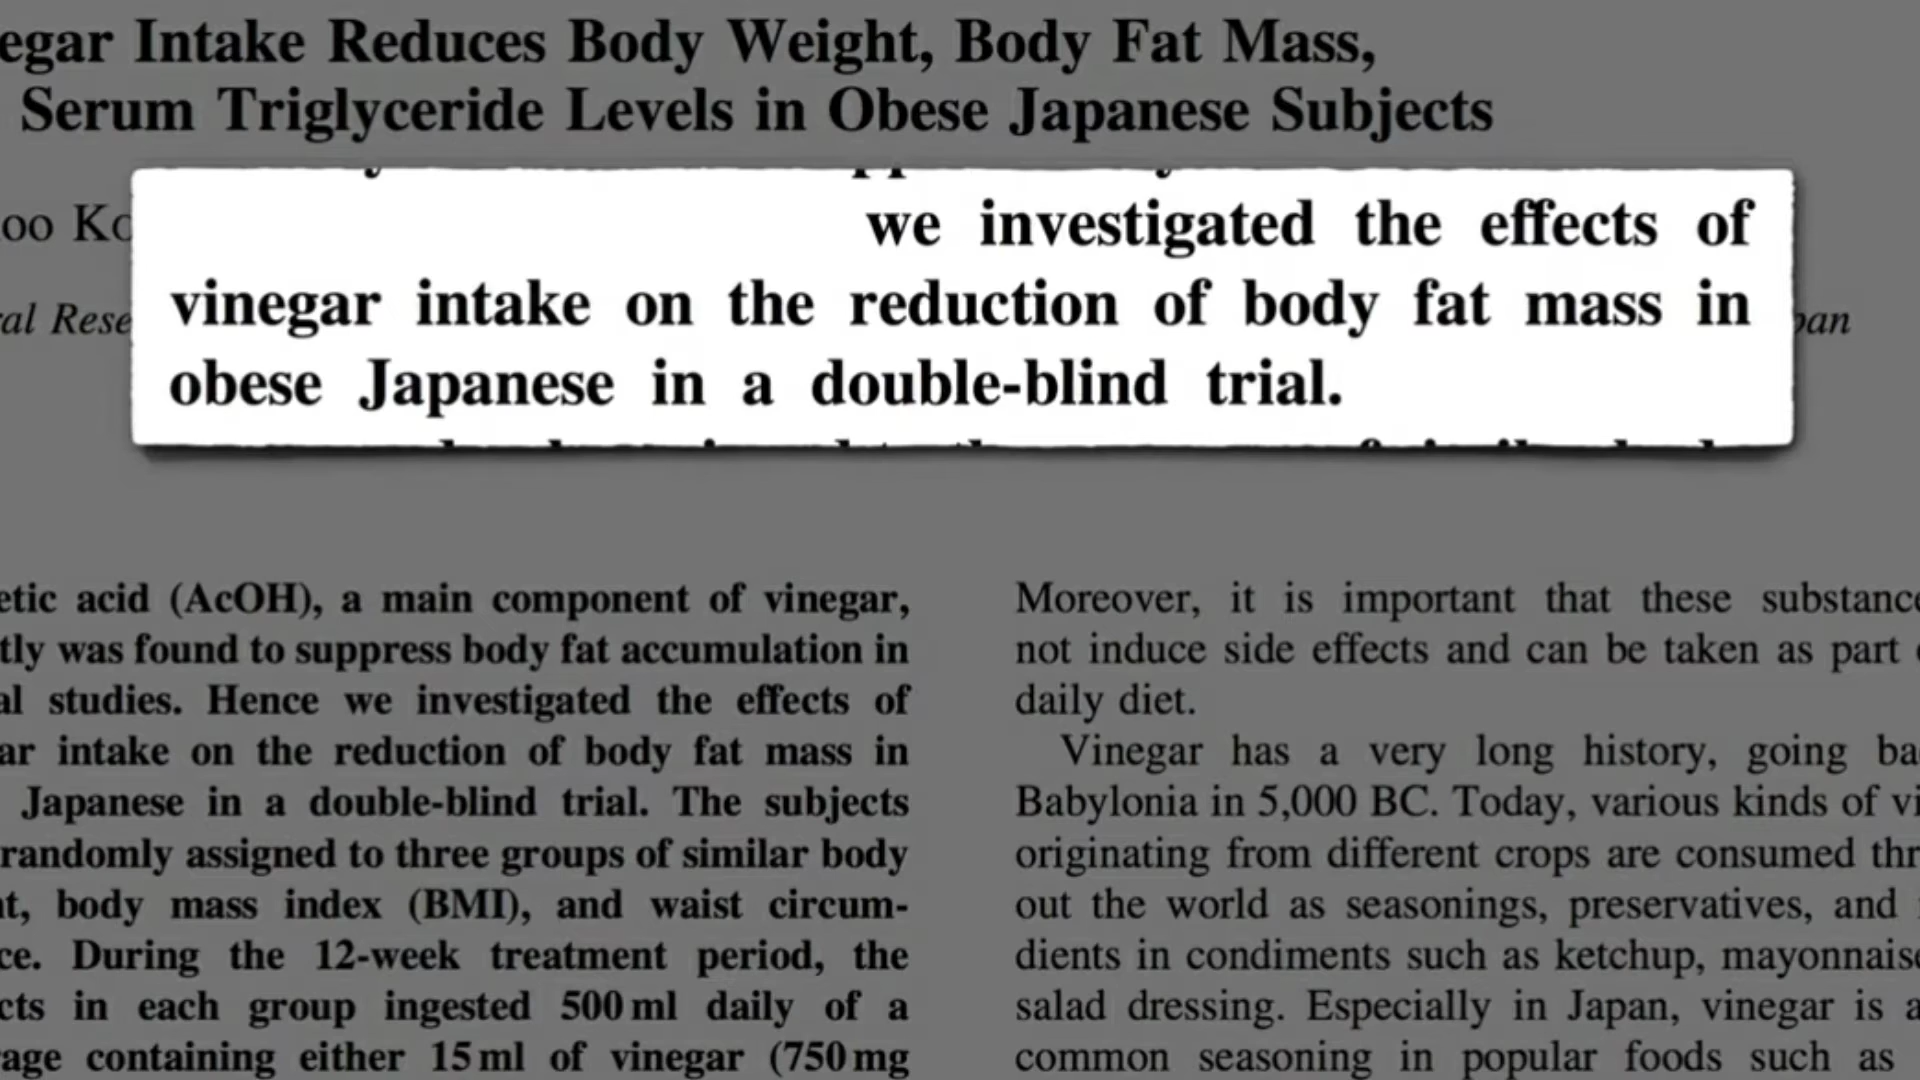 egar Intake Reduces Body Weight, Body Fat Mass,
Serum Triglyceride Levels in Obese Japanese Subjects
we investigated the effects of
vinegar intake on the reduction of body fat mass in
obese Japanese in a double-blind trial.
oo Ko
ral Rese
pan
etic acid (AcOH), a main component of vinegar,
tly was found to suppress body fat accumulation in
al studies. Hence we investigated the effects of
ar intake on the reduction of body fat mass in
Japanese in a double-blind trial. The subjects
randomly assigned to three groups of similar body
nt, body mass index (BMI), and waist circum-
ce. During the 12-week treatment period, the
cts in each group ingested 500 ml daily of a
rage containing either 15 ml of vinegar (750 mg
Moreover, it is important that these substance
not induce side effects and can be taken as part
daily diet.
Vinegar has a very long history, going ba
Babylonia in 5,000 BC. Today, various kinds of vi
originating from different crops are consumed thr
out the world as seasonings, preservatives, and
dients in condiments such as ketchup, mayonnaise
salad dressing. Especially in Japan, vinegar is a
common seasoning in popular foods such as